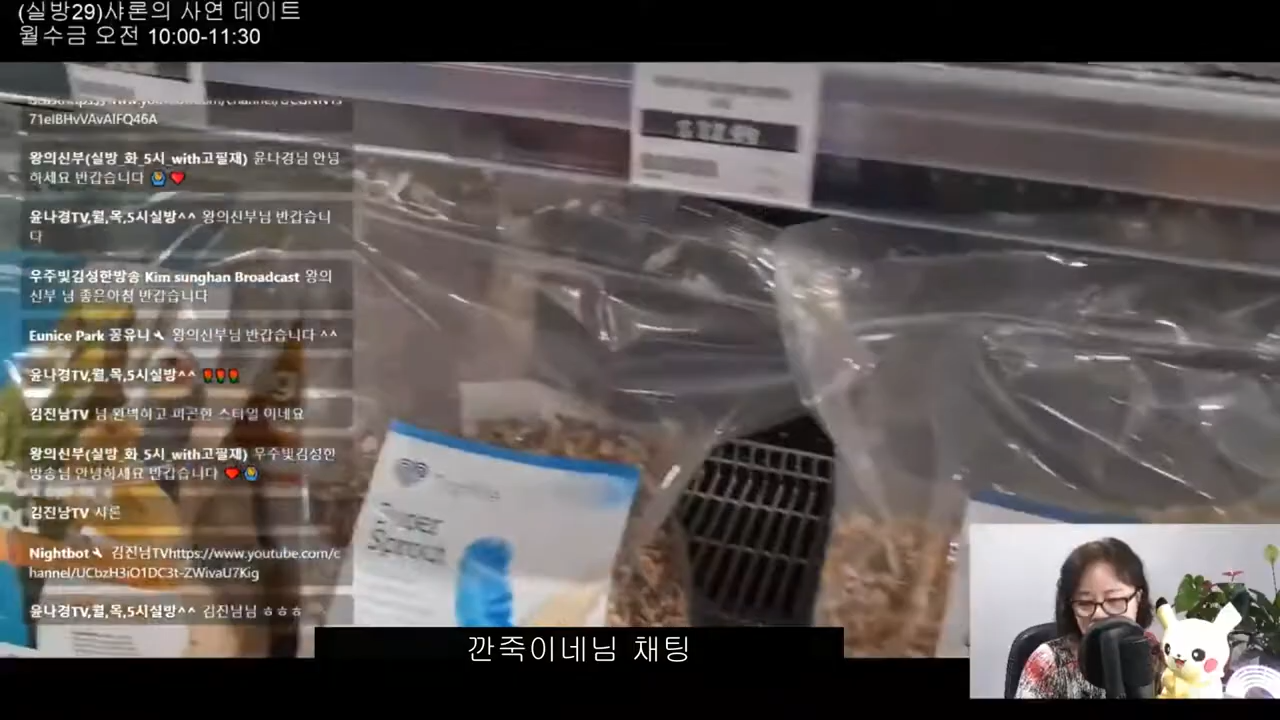 (실방29)샤론의 사연 데이트
월수금 오전 10:00-11:30
71eIBHvVAvAlFQ46A
왕의신부(실방_화_5시_with고필재) 윤나경님 안녕
하세요 반갑습니다
윤나경TV,월,목,5시실방^^ 왕의신부님 반갑습니
다
우주빛김성한방송 Kim sunghan Broadcast 왕의
신부 님 좋은아침 반갑습니다
Eunice Park 꽁유니 왕의신부님 반갑습니다 ^^
윤나경TV,월,목,5시실방^^
김진남TV 님 완벽하고 피곤한 스타일 이네요
왕의신부(실방_화_5시_with고필재) 우주빛김성한
방송님 안녕하세요 반갑습니다
김진남TV 시론
Nightbot 김진남TVhttps://www.youtube.com/c
hannel/UCbzH3iO1DC3t-ZWivaU7Kig
윤나경TV,월,목,5시실방^^ 김진남님 ㅎㅎㅎ
Super
Sprout
깐죽이네님 채팅